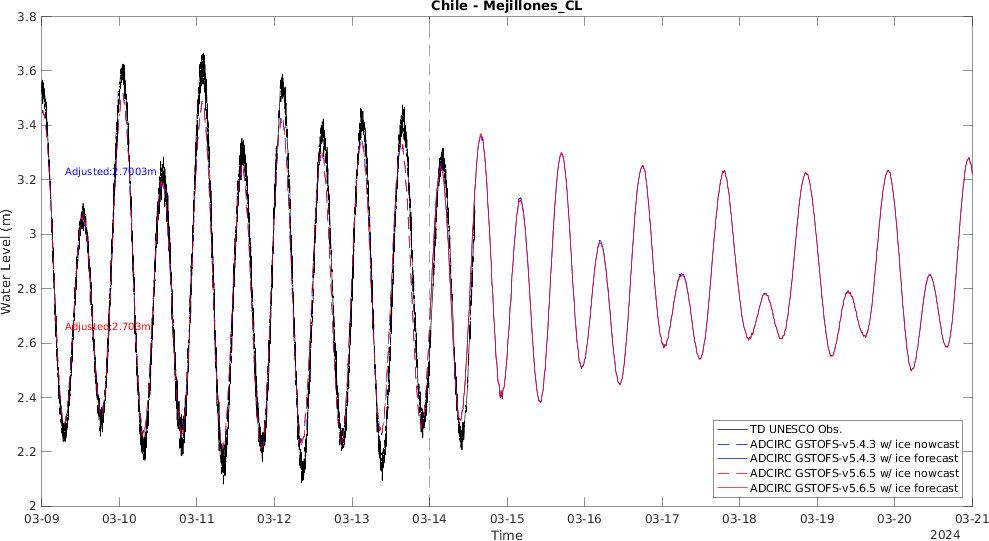 Chile - Mejillones_CL
3.8
3.6
3.4
3.2
3
2.8
2.6
2.4
2.2
2
Water Level (m)
Adjusted:2.7003m
Adjusted:2.703m
TD UNESCO Obs.
ADCIRC GSTOFS-v5.4.3 w/ ice nowcast
ADCIRC GSTOFS-v5.4.3 w/ ice forecast
ADCIRC GSTOFS-v5.6.5 w/ ice nowcast
ADCIRC GSTOFS-v5.6.5 w/ ice forecast
03-09 03-10 03-11 03-12 03-13 03-14 03-15 03-16 03-17 03-18 03-19 03-20 03-21
Time
2024